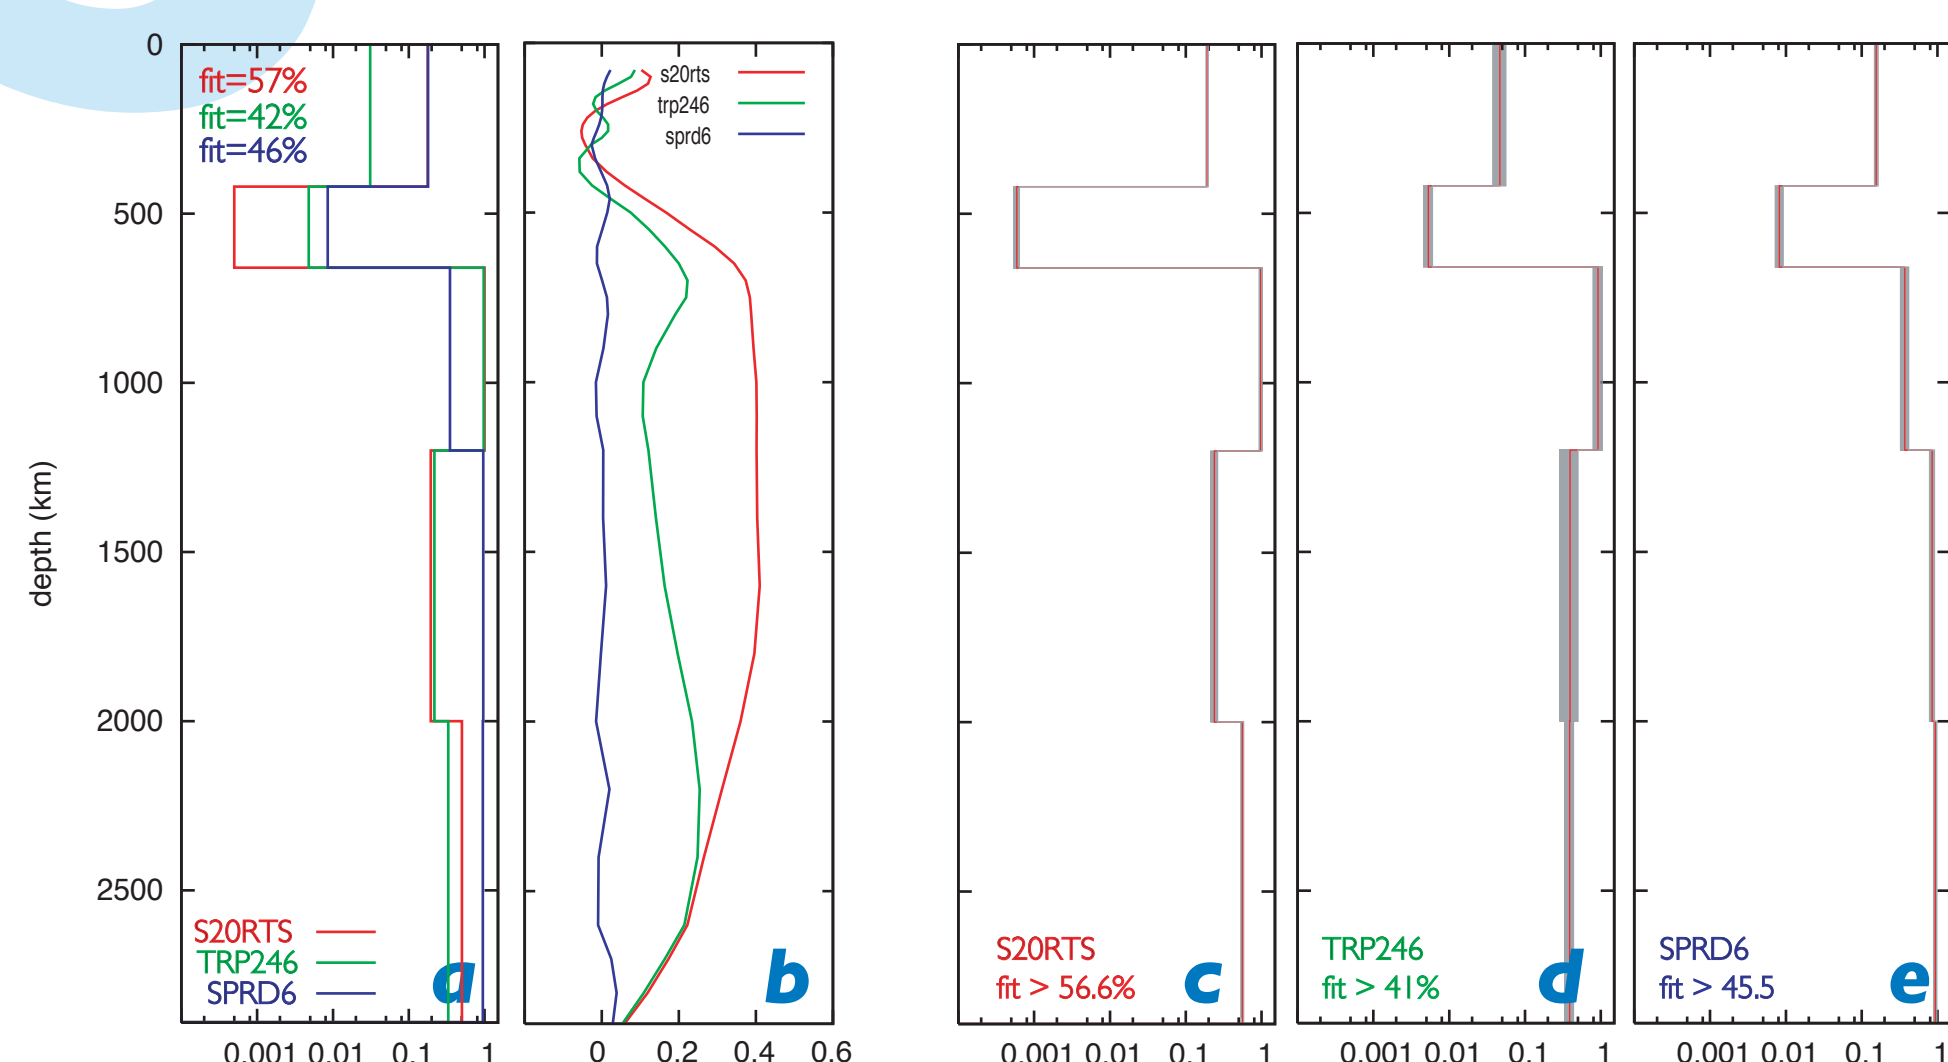 0
500
1000
1500
2000
2500
depth (km)
fit=57%
fit=42%
fit=46%
S20RTS
TRP246
SPRD6
a
0.001 0.01 0.1 1
s20rts
trp246
sprd6
b
0 0.2 0.4 0.6
S20RTS
fit > 56.6%
c
0.001 0.01 0.1 1
TRP246
fit > 41%
d
0.001 0.01 0.1 1
SPRD6
fit > 45.5
e
0.001 0.01 0.1 1